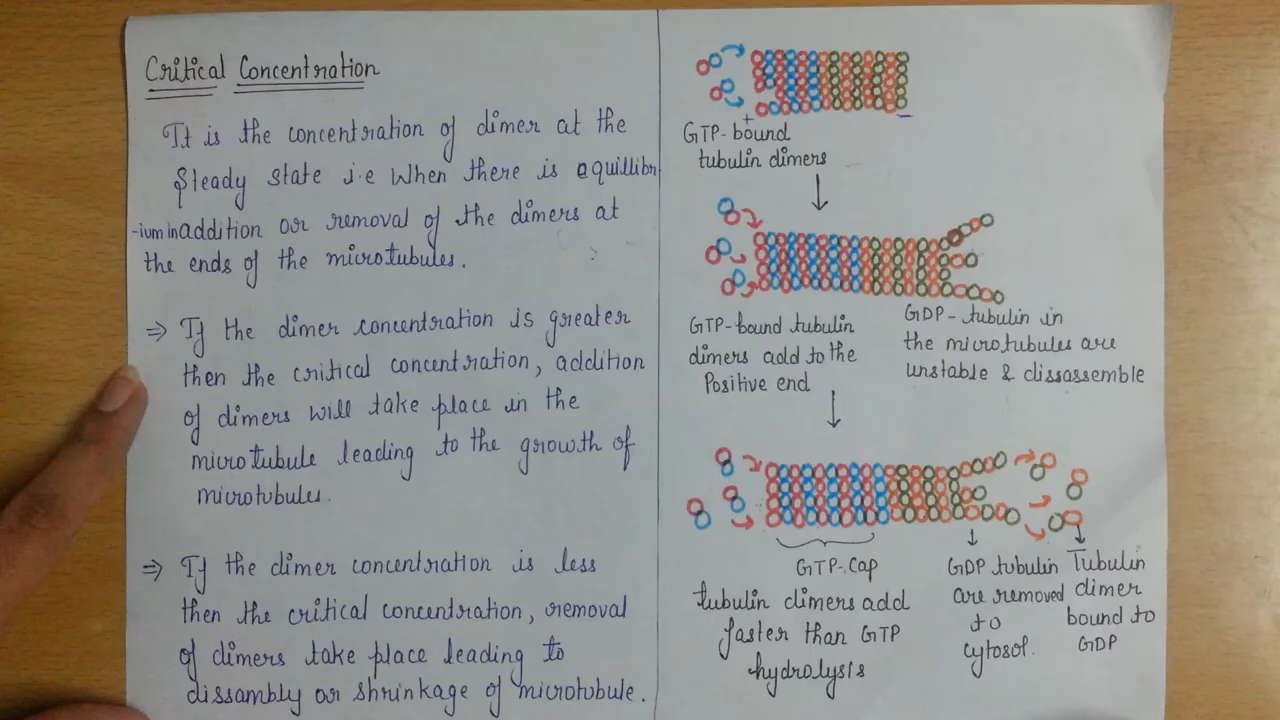 Critical Concentration
It is the concentration of dimer at the
steady state i.e When there is equillibr
-ium inaddition or removal of the dimers at
the ends of the microtubules.
⇒ If the dimer concentration is greater
then the critical concentration, addition
of dimers will take place in the
microtubule leading to the growth of
microtubules.
⇒ If the dimer concentration is less
then the critical concentration, removal
of dimers take place leading to
dissambly or shrinkage of microtubule.
+
-
GTP-bound
tubulin dimers
GTP-bound tubulin
dimers add to the
Positive end
GDP-tubulin in
the microtubules are
unstable & dissassemble
GTP-Cap
tubulin dimers add
faster than GTP
hydrolysis
GDP tubulin
are removed
to
cytosol.
Tubulin
dimer
bound to
GDP